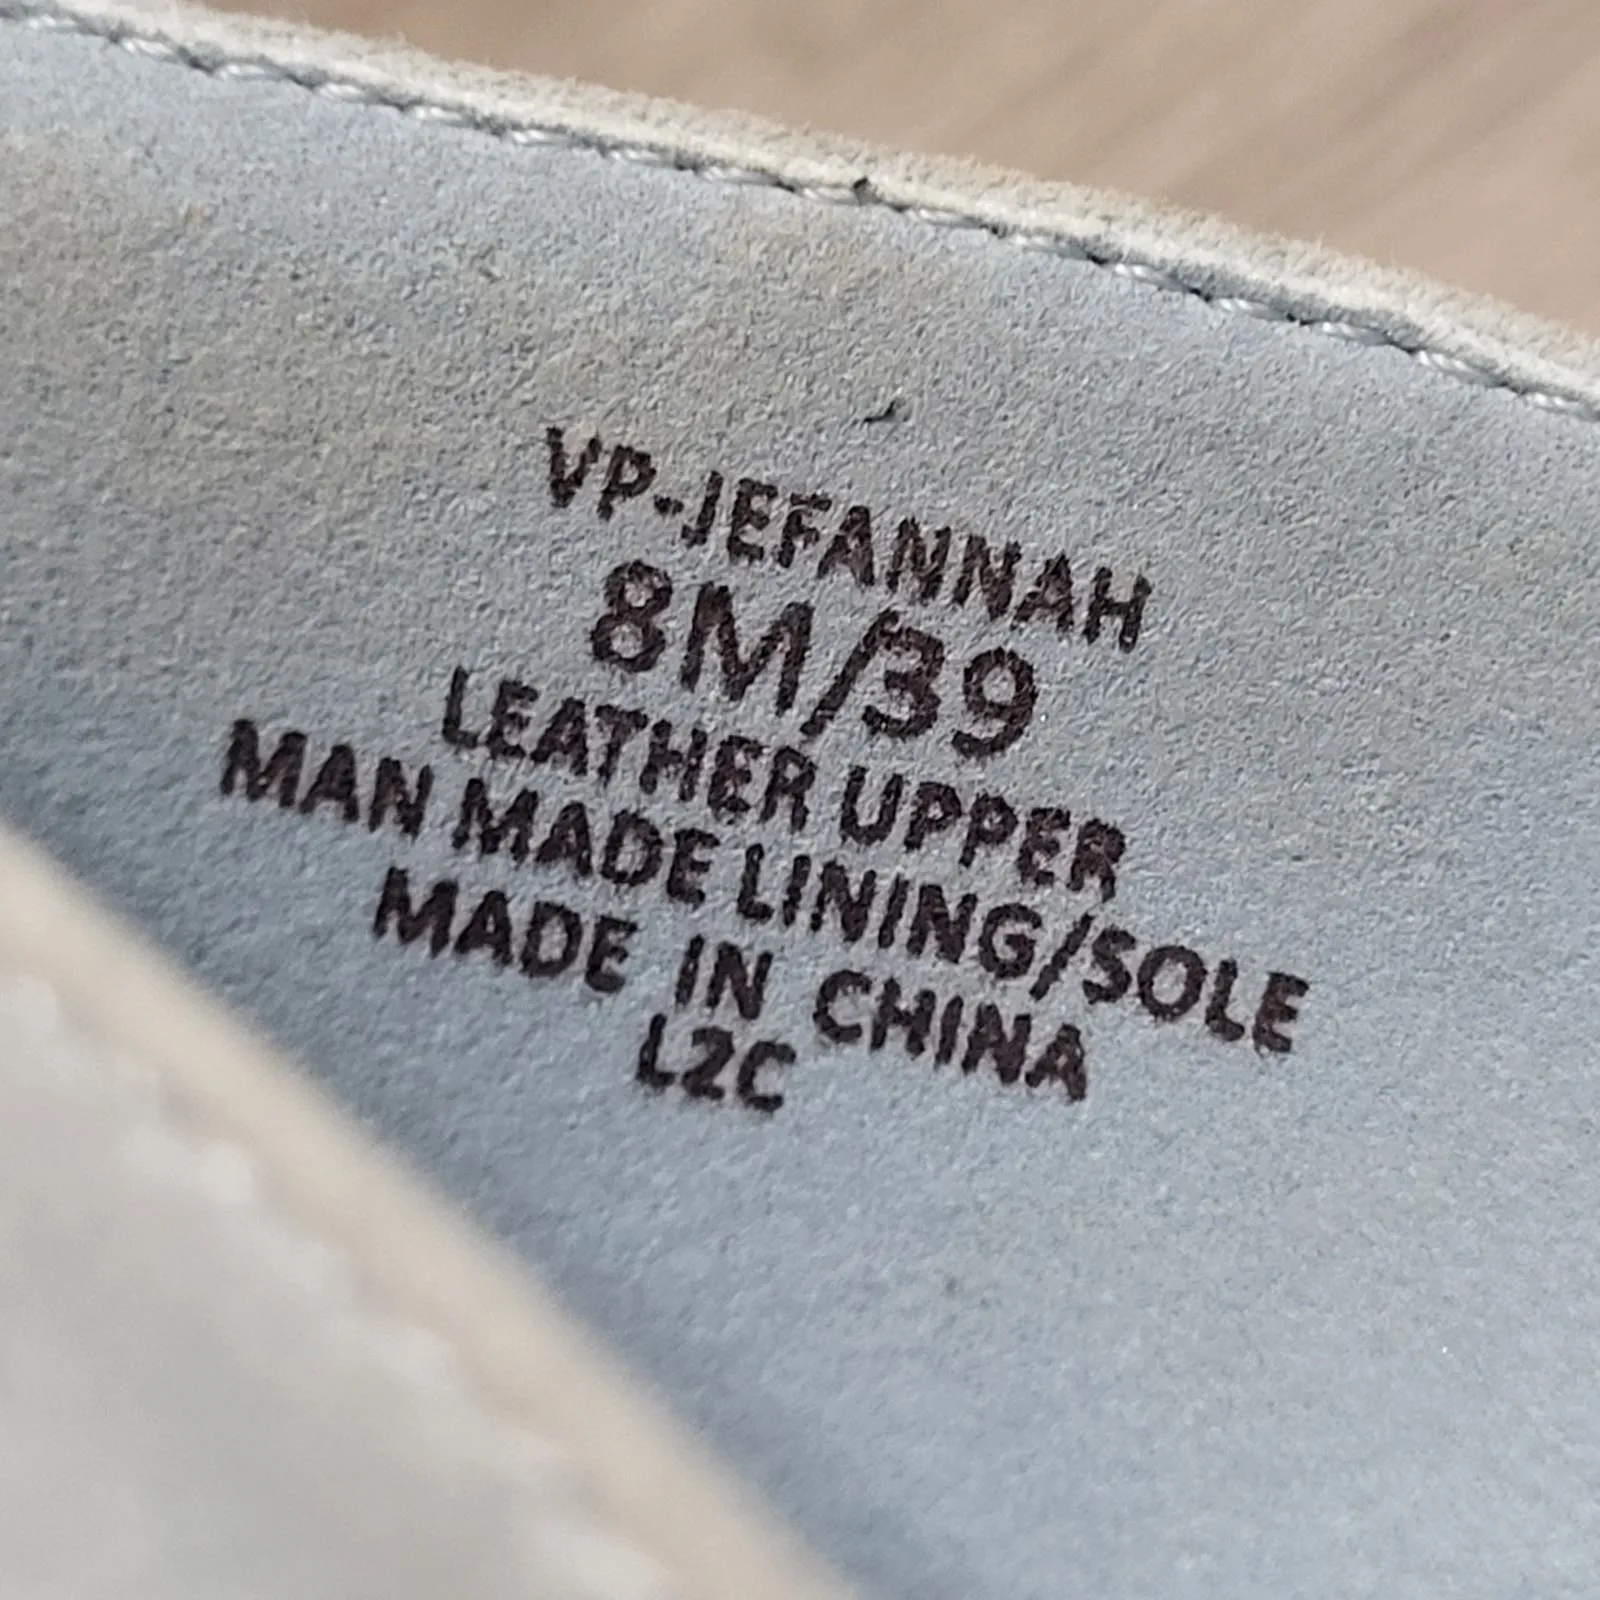 VP-JEFANNAH
8M/39
LEATHER UPPER
MAN MADE LINING/SOLE
MADE IN CHINA
L2C